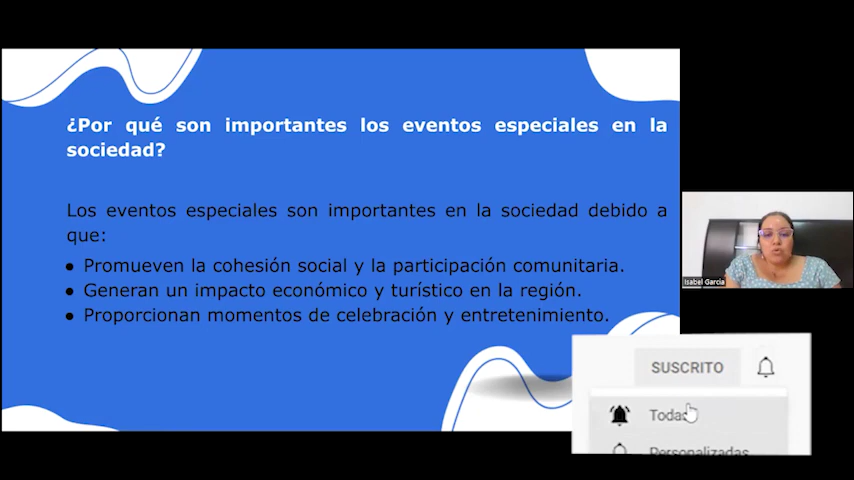 ¿Por qué son importantes los eventos especiales en la
sociedad?
Los eventos especiales son importantes en la sociedad debido a
que:
● Promueven la cohesión social y la participación comunitaria.
● Generan un impacto económico y turístico en la región.
● Proporcionan momentos de celebración y entretenimiento.
Isabel Garcia
SUSCRITO
Todas
Personalizadas